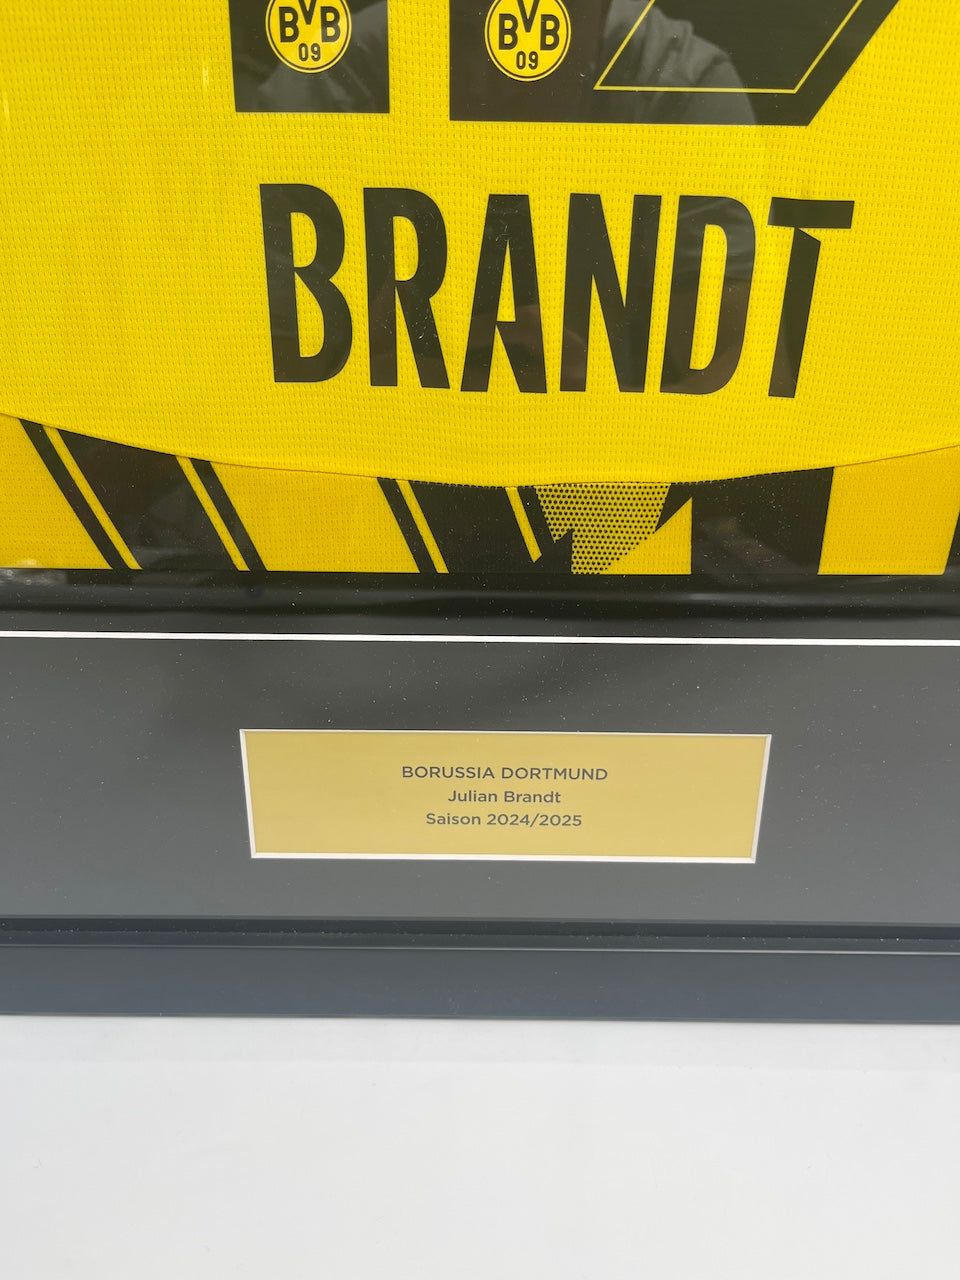 BVB
09
BVB
09
BRANDT
BORUSSIA DORTMUND
Julian Brandt
Saison 2024/2025